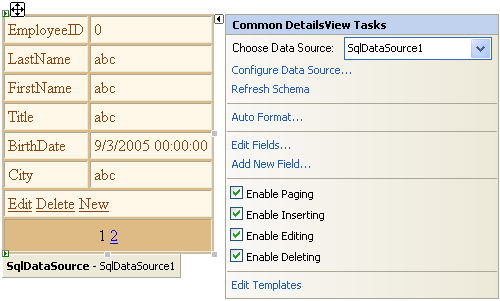 EmployeeID 0
LastName abc
FirstName abc
Title abc
BirthDate 9/3/2005 00:00:00
City abc
Edit Delete New
1 2
SqlDataSource - SqlDataSource1
Common DetailsView Tasks
Choose Data Source: SqlDataSource1
Configure Data Source...
Refresh Schema
Auto Format...
Edit Fields...
Add New Field...
Enable Paging
Enable Inserting
Enable Editing
Enable Deleting
Edit Templates